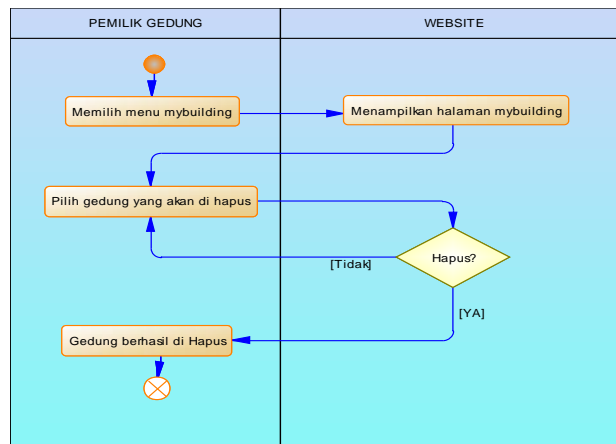 PEMILIK GEDUNG
WEBSITE
Memilih menu mybuilding
Menampilkan halaman mybuilding
Pilih gedung yang akan di hapus
Hapus?
[Tidak]
[YA]
Gedung berhasil di Hapus